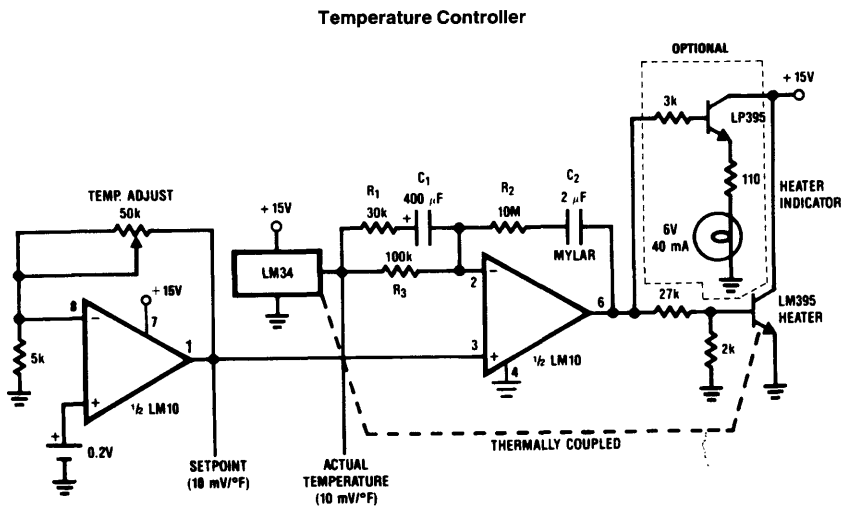 Temperature Controller
OPTIONAL
+ 15V
3k
LP395
110
HEATER
INDICATOR
6V
40 mA
TEMP. ADJUST
50k
+ 15V
LM34
R1
30k
C1
400 µF
+
R2
10M
C2
2 µF
MYLAR
100k
R3
8
−
+ 15V
7
1
+
½ LM10
5k
+
0.2V
2
−
6
3
+
4
½ LM10
27k
2k
LM395
HEATER
THERMALLY COUPLED
SETPOINT
(10 mV/°F)
ACTUAL
TEMPERATURE
(10 mV/°F)